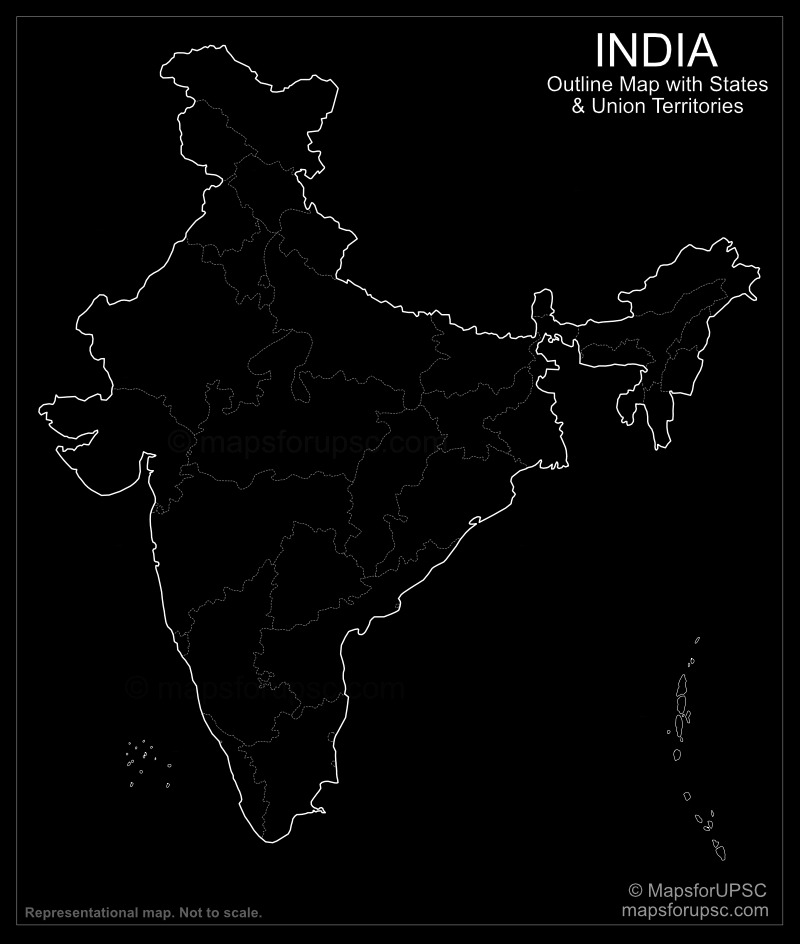 INDIA
Outline Map with States
& Union Territories
© mapsforupsc.com
© mapsforupsc.com
© MapsforUPSC
mapsforupsc.com
Representational map. Not to scale.